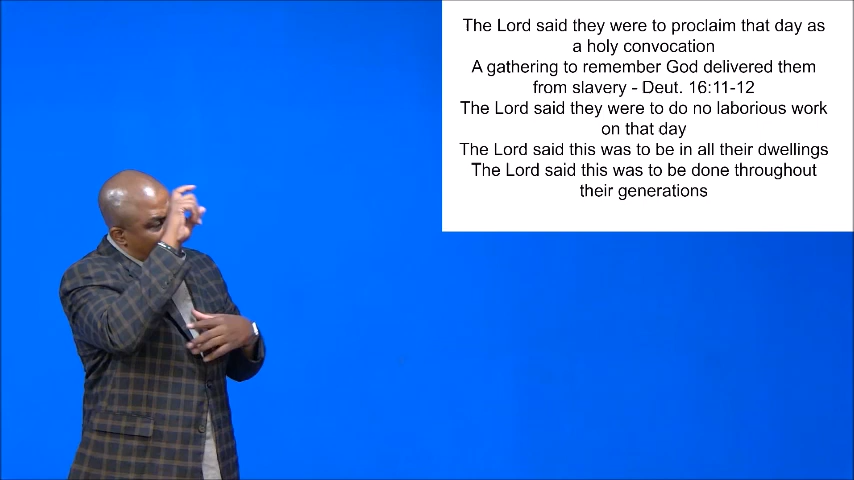 The Lord said they were to proclaim that day as
a holy convocation
A gathering to remember God delivered them
from slavery - Deut. 16:11-12
The Lord said they were to do no laborious work
on that day
The Lord said this was to be in all their dwellings
The Lord said this was to be done throughout
their generations